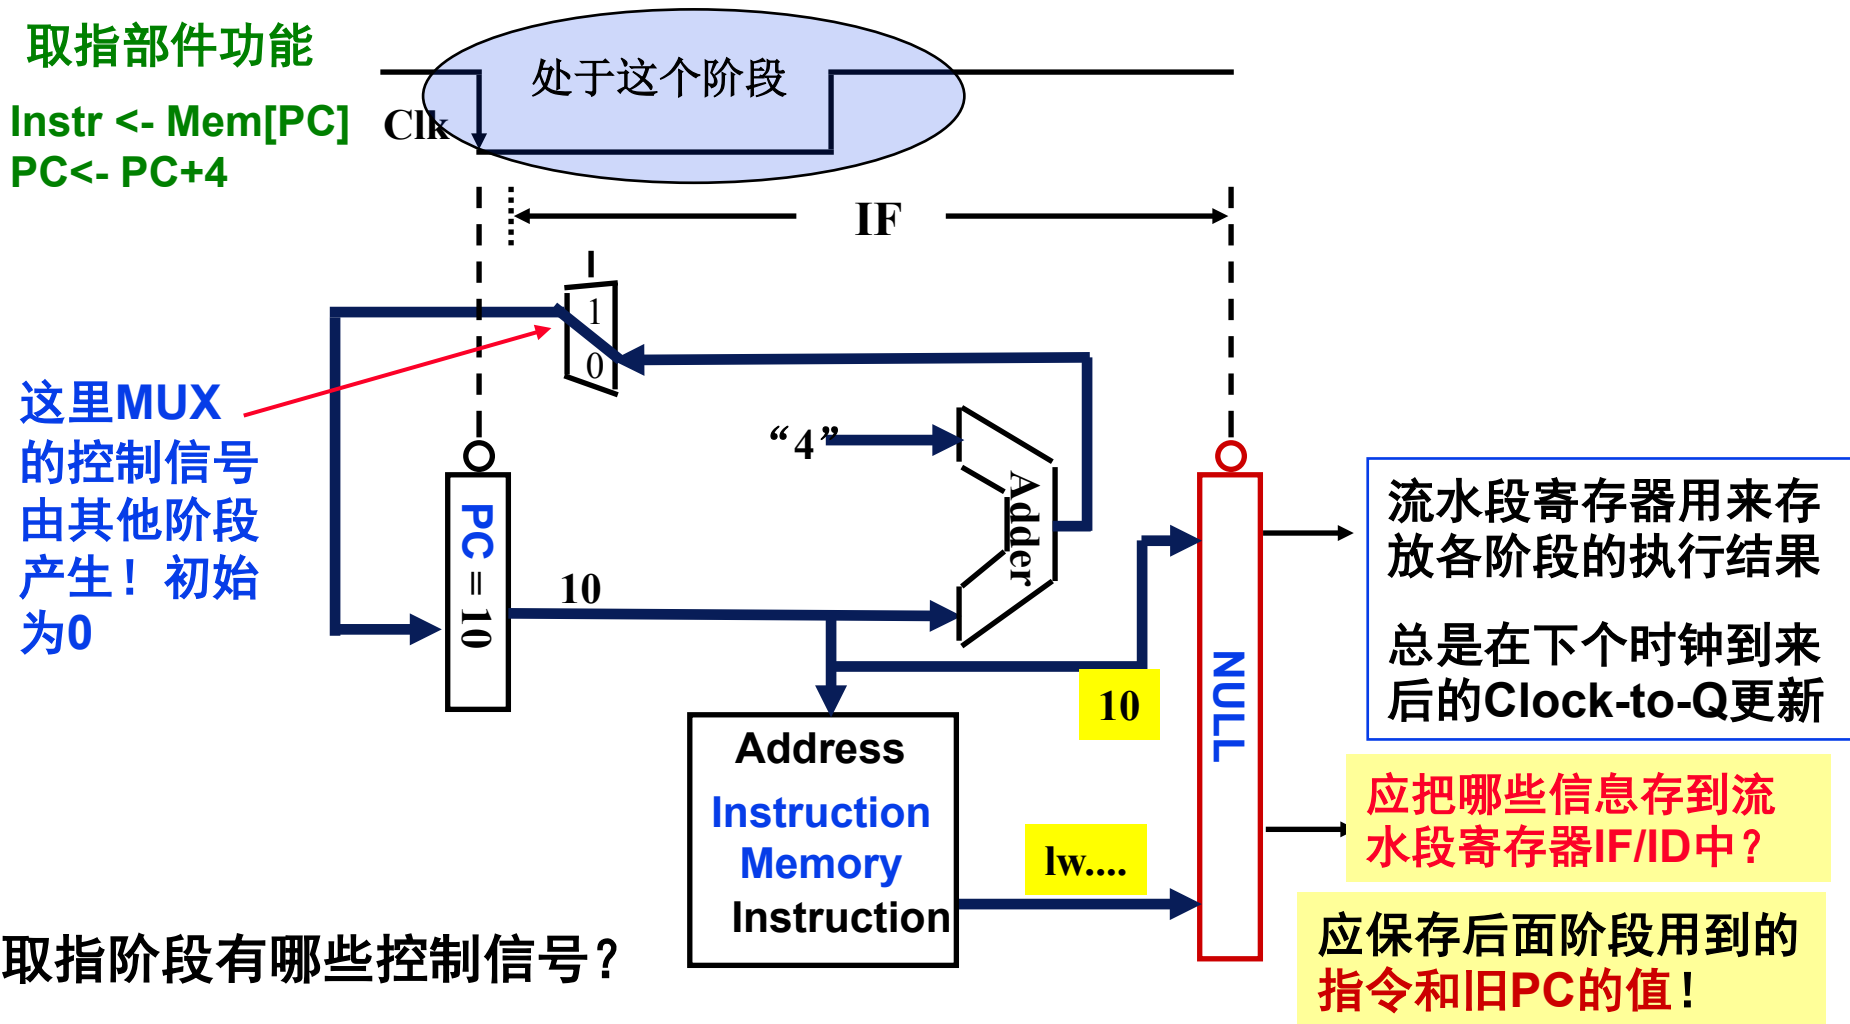 取指部件功能
Instr <- Mem[PC]
PC<- PC+4
处于这个阶段
Clk
IF
1
0
这里MUX
的控制信号
由其他阶段
产生！初始
为0
“4”
Adder
PC = 10
10
10
NULL
Address
Instruction
Memory
Instruction
lw....
流水段寄存器用来存
放各阶段的执行结果
总是在下个时钟到来
后的Clock-to-Q更新
应把哪些信息存到流
水段寄存器IF/ID中？
应保存后面阶段用到的
指令和旧PC的值！
取指阶段有哪些控制信号？